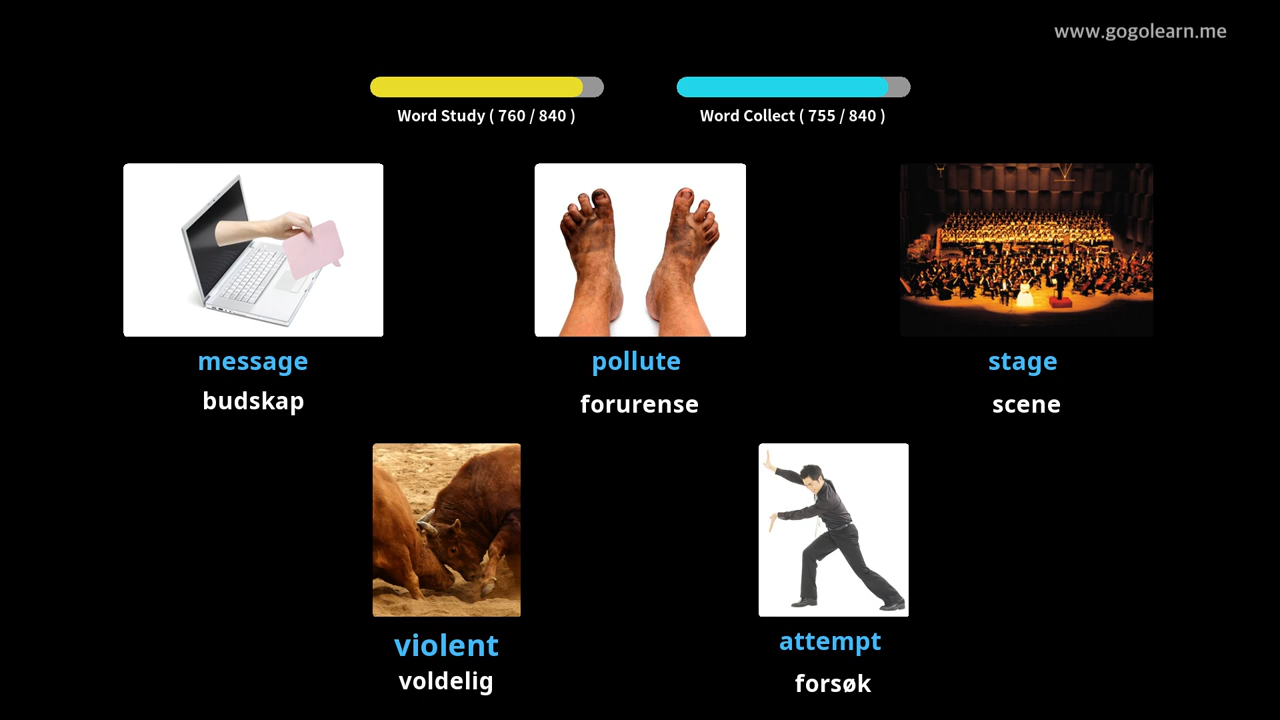 www.gogolearn.me
Word Study ( 760 / 840 )
Word Collect ( 755 / 840 )
message
budskap
pollute
forurense
stage
scene
violent
voldelig
attempt
forsøk